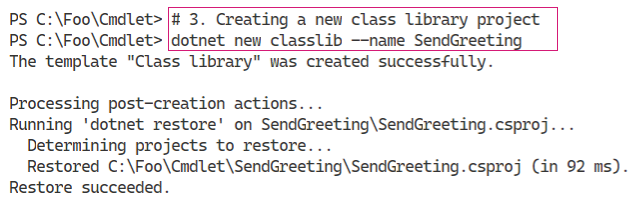 PS C:\Foo\Cmdlet> # 3. Creating a new class library project
PS C:\Foo\Cmdlet> dotnet new classlib --name SendGreeting
The template "Class library" was created successfully.

Processing post-creation actions...
Running 'dotnet restore' on SendGreeting\SendGreeting.csproj...
  Determining projects to restore...
  Restored C:\Foo\Cmdlet\SendGreeting\SendGreeting.csproj (in 92 ms).
Restore succeeded.